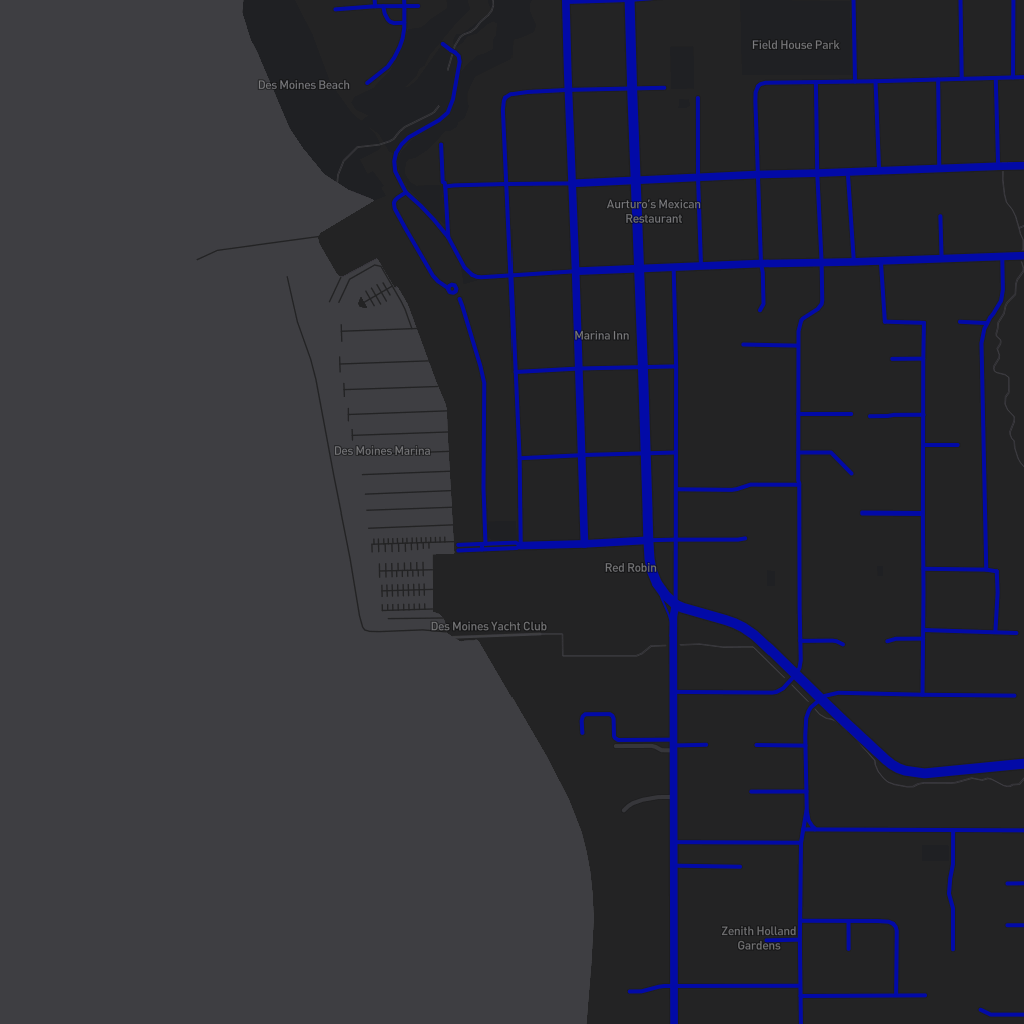 Field House Park
Des Moines Beach
Aurturo's Mexican
Restaurant
Marina Inn
Des Moines Marina
Red Robin
Des Moines Yacht Club
Zenith Holland
Gardens